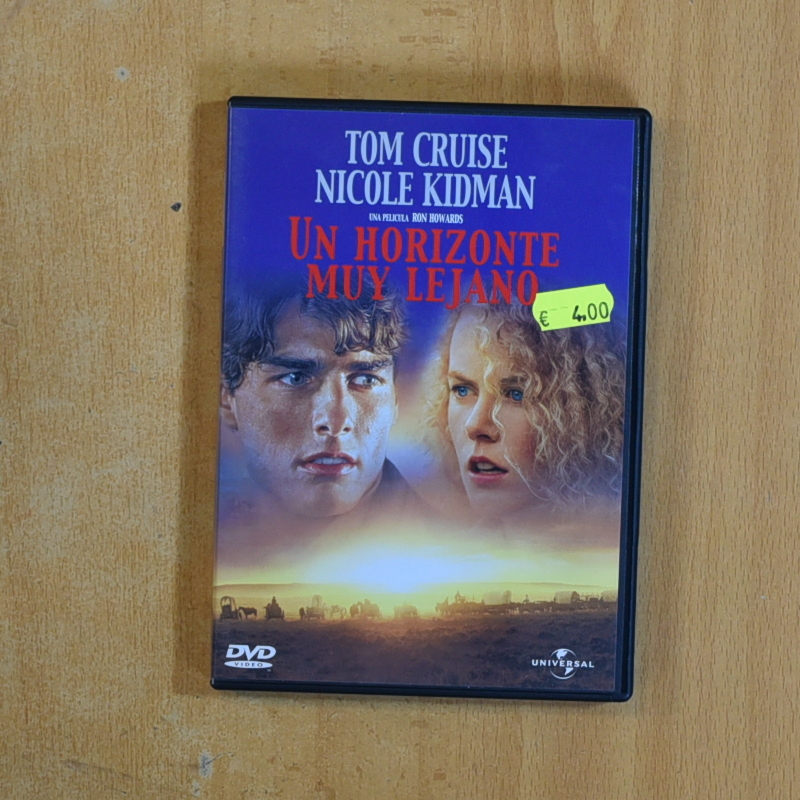 TOM CRUISE
NICOLE KIDMAN
UNA PELICULA RON HOWARDS
UN HORIZONTE
MUY LEJANO
€ 4.00
DVD
VIDEO
UNIVERSAL